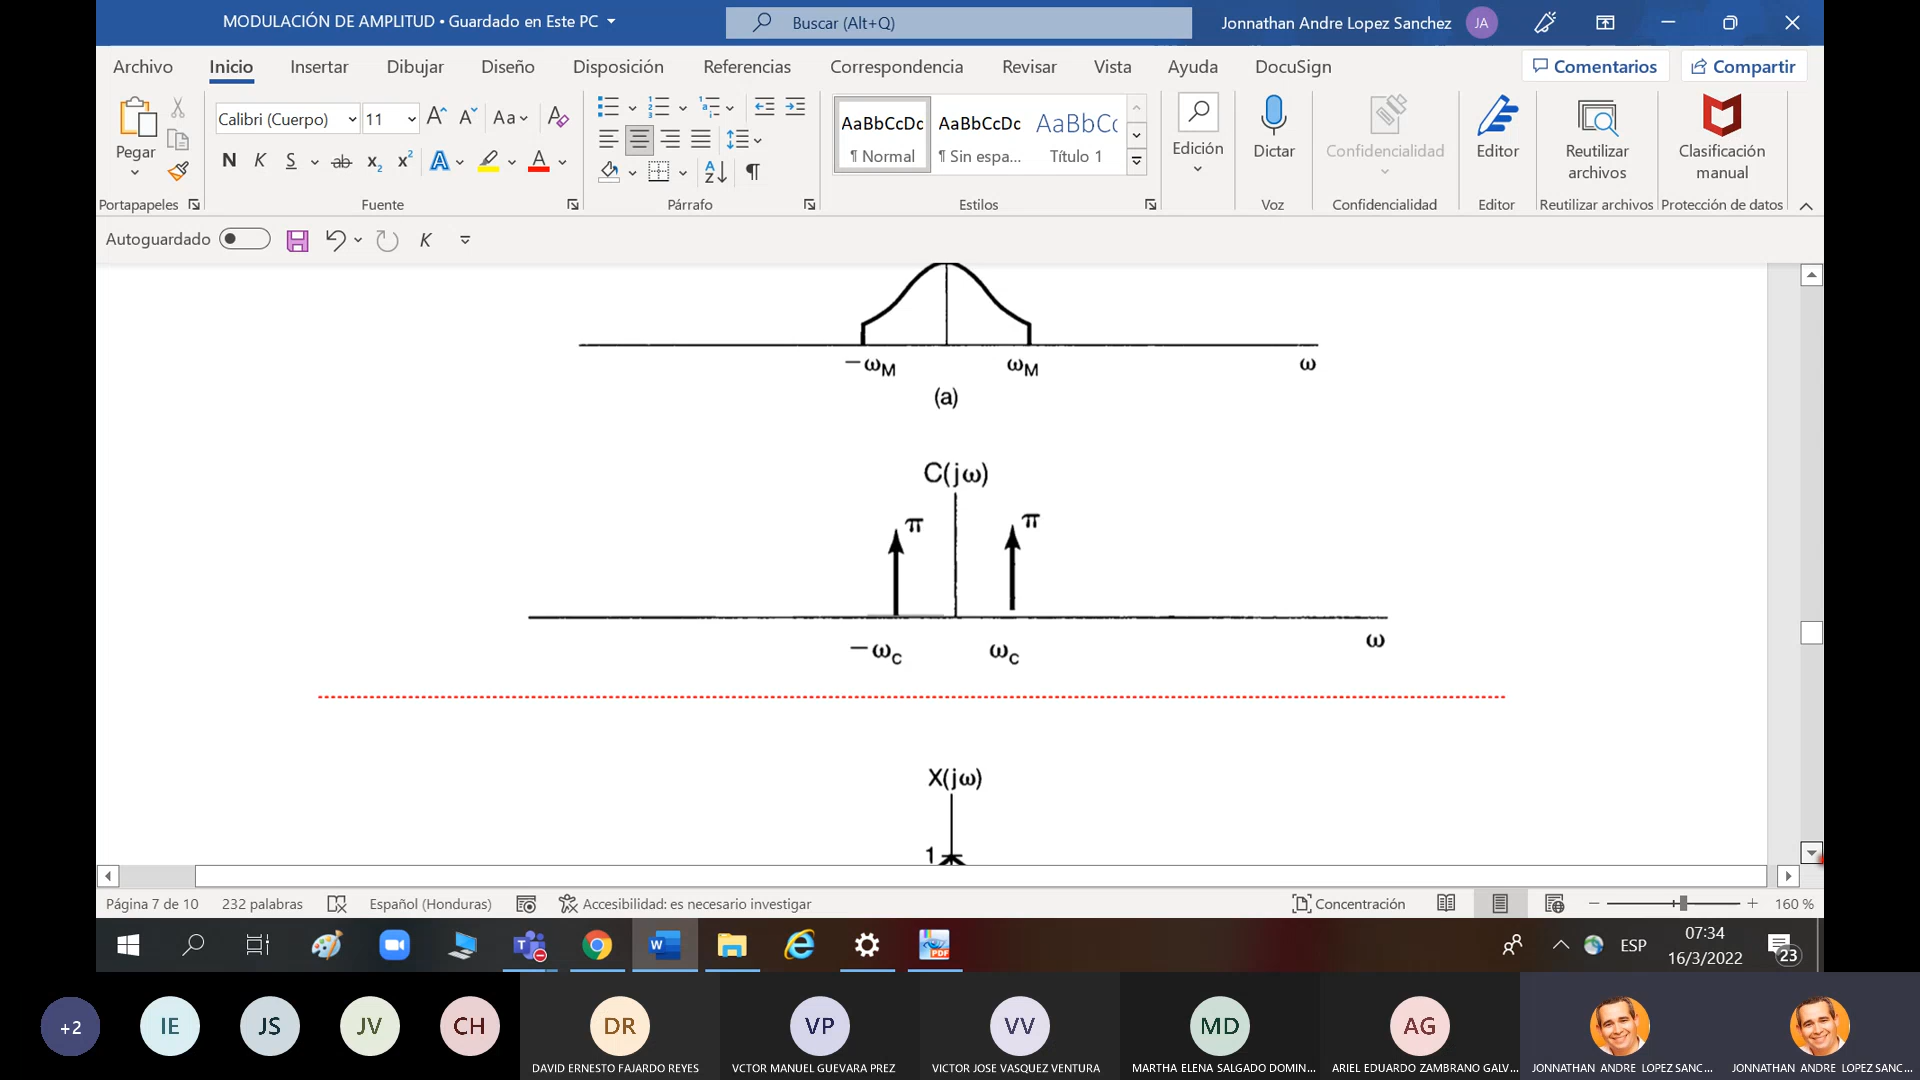 MODULACIÓN DE AMPLITUD • Guardado en Este PC
Buscar (Alt+Q)
Jonnathan Andre Lopez Sanchez
JA
Archivo
Inicio
Insertar
Dibujar
Diseño
Disposición
Referencias
Correspondencia
Revisar
Vista
Ayuda
DocuSign
Comentarios
Compartir
Pegar
Portapapeles
Calibri (Cuerpo)
11
Aa
N K S ab x₂ x²
Fuente
Párrafo
AaBbCcDc
¶ Normal
AaBbCcDc
¶ Sin espa...
AaBbCc
Título 1
Estilos
Edición
Dictar
Voz
Confidencialidad
Confidencialidad
Editor
Editor
Reutilizar
archivos
Reutilizar archivos
Clasificación
manual
Protección de datos
Autoguardado
K
−ωM
ωM
ω
(a)
C(jω)
π
π
−ωc
ωc
ω
X(jω)
1
Página 7 de 10
232 palabras
Español (Honduras)
Accesibilidad: es necesario investigar
Concentración
160 %
ESP
07:34
16/3/2022
23
+2
IE
JS
JV
CH
DR
DAVID ERNESTO FAJARDO REYES
VP
VCTOR MANUEL GUEVARA PREZ
VV
VICTOR JOSE VASQUEZ VENTURA
MD
MARTHA ELENA SALGADO DOMIN...
AG
ARIEL EDUARDO ZAMBRANO GALV...
JONNATHAN ANDRE LOPEZ SANC...
JONNATHAN ANDRE LOPEZ SANC...